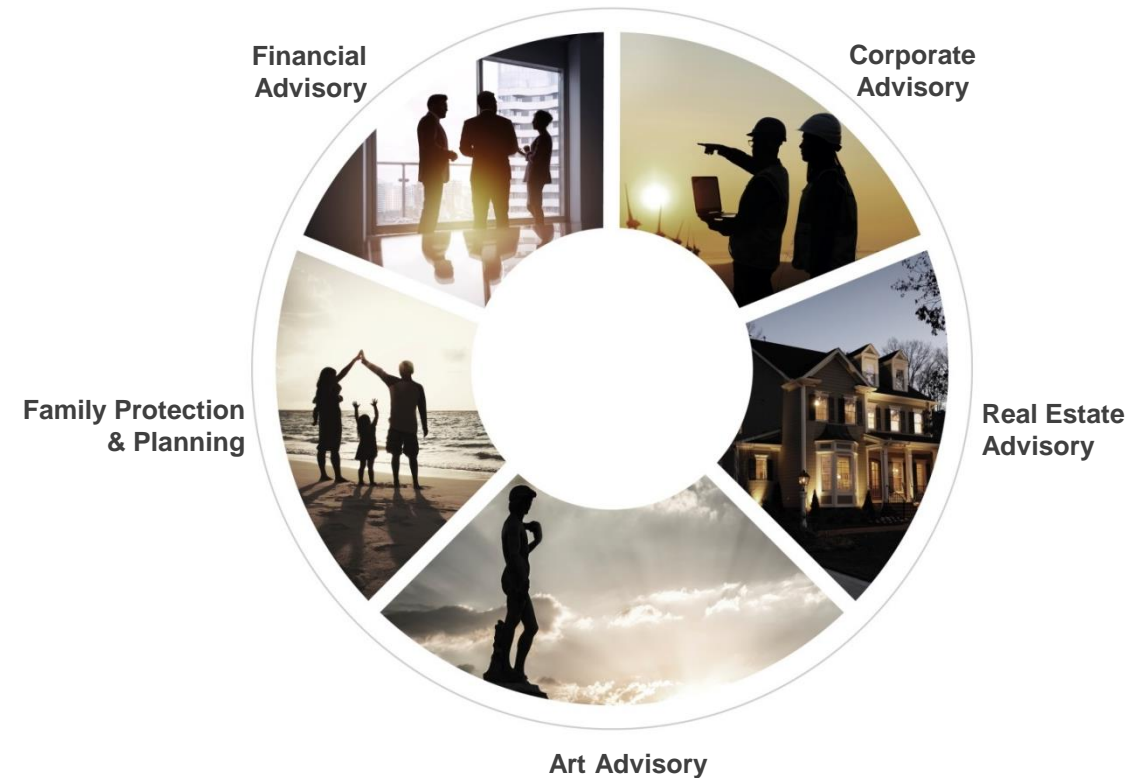 Financial
Advisory
Corporate
Advisory
Family Protection
& Planning
Real Estate
Advisory
Art Advisory